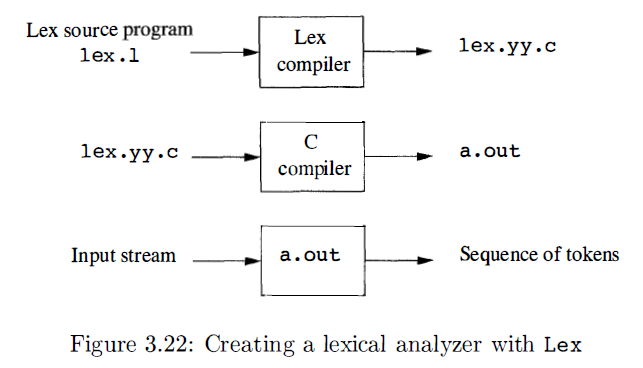 Lex source program
lex.l
Lex
compiler
lex.yy.c
lex.yy.c
C
compiler
a.out
Input stream
a.out
Sequence of tokens
Figure 3.22: Creating a lexical analyzer with Lex